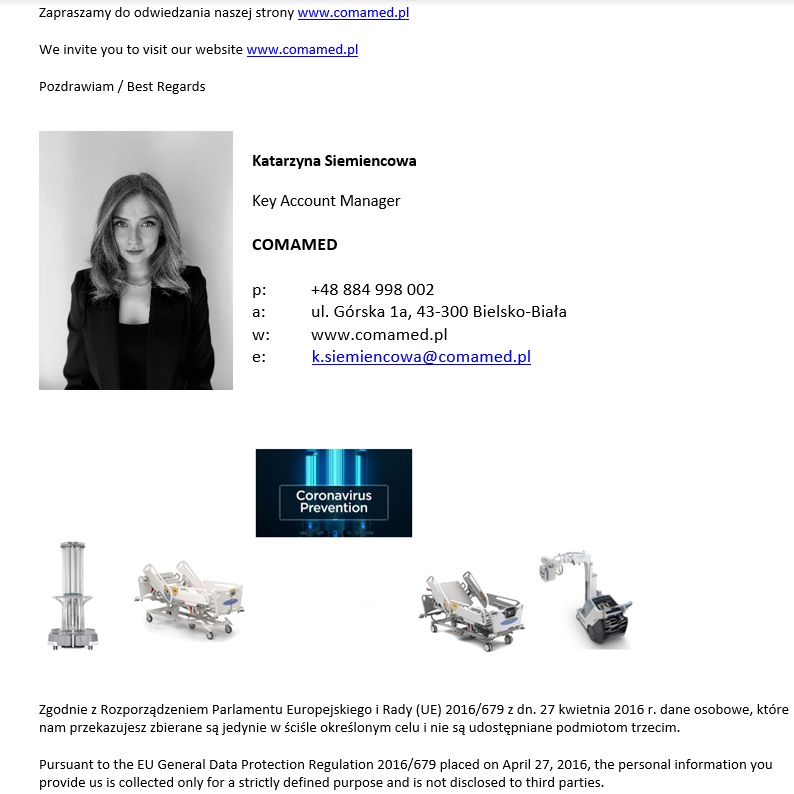 Zapraszamy do odwiedzania naszej strony www.comamed.pl
We invite you to visit our website www.comamed.pl
Pozdrawiam / Best Regards
Katarzyna Siemiencowa
Key Account Manager
COMAMED
p: +48 884 998 002
a: ul. Górska 1a, 43-300 Bielsko-Biała
w: www.comamed.pl
e: k.siemiencowa@comamed.pl
Coronavirus
Prevention
Zgodnie z Rozporządzeniem Parlamentu Europejskiego i Rady (UE) 2016/679 z dn. 27 kwietnia 2016 r. dane osobowe, które
nam przekazujesz zbierane są jedynie w ściśle określonym celu i nie są udostępniane podmiotom trzecim.
Pursuant to the EU General Data Protection Regulation 2016/679 placed on April 27, 2016, the personal information you
provide us is collected only for a strictly defined purpose and is not disclosed to third parties.